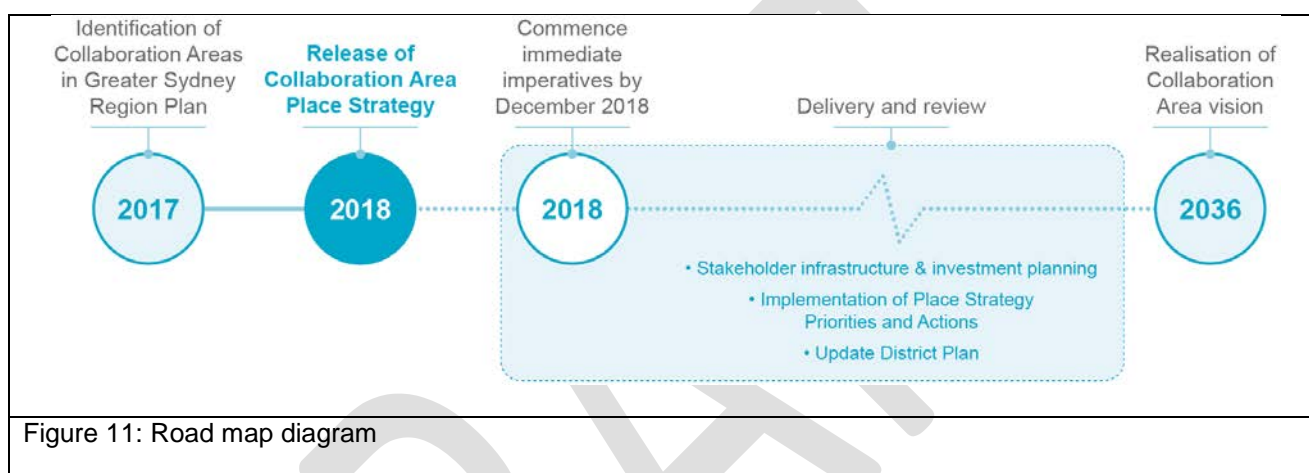 Identification of
Collaboration Areas
in Greater Sydney
Region Plan
Release of
Collaboration Area
Place Strategy
Commence
immediate
imperatives by
December 2018
Delivery and review
Realisation of
Collaboration
Area vision
2017
2018
2018
2036
• Stakeholder infrastructure & investment planning
• Implementation of Place Strategy
Priorities and Actions
• Update District Plan
Figure 11: Road map diagram